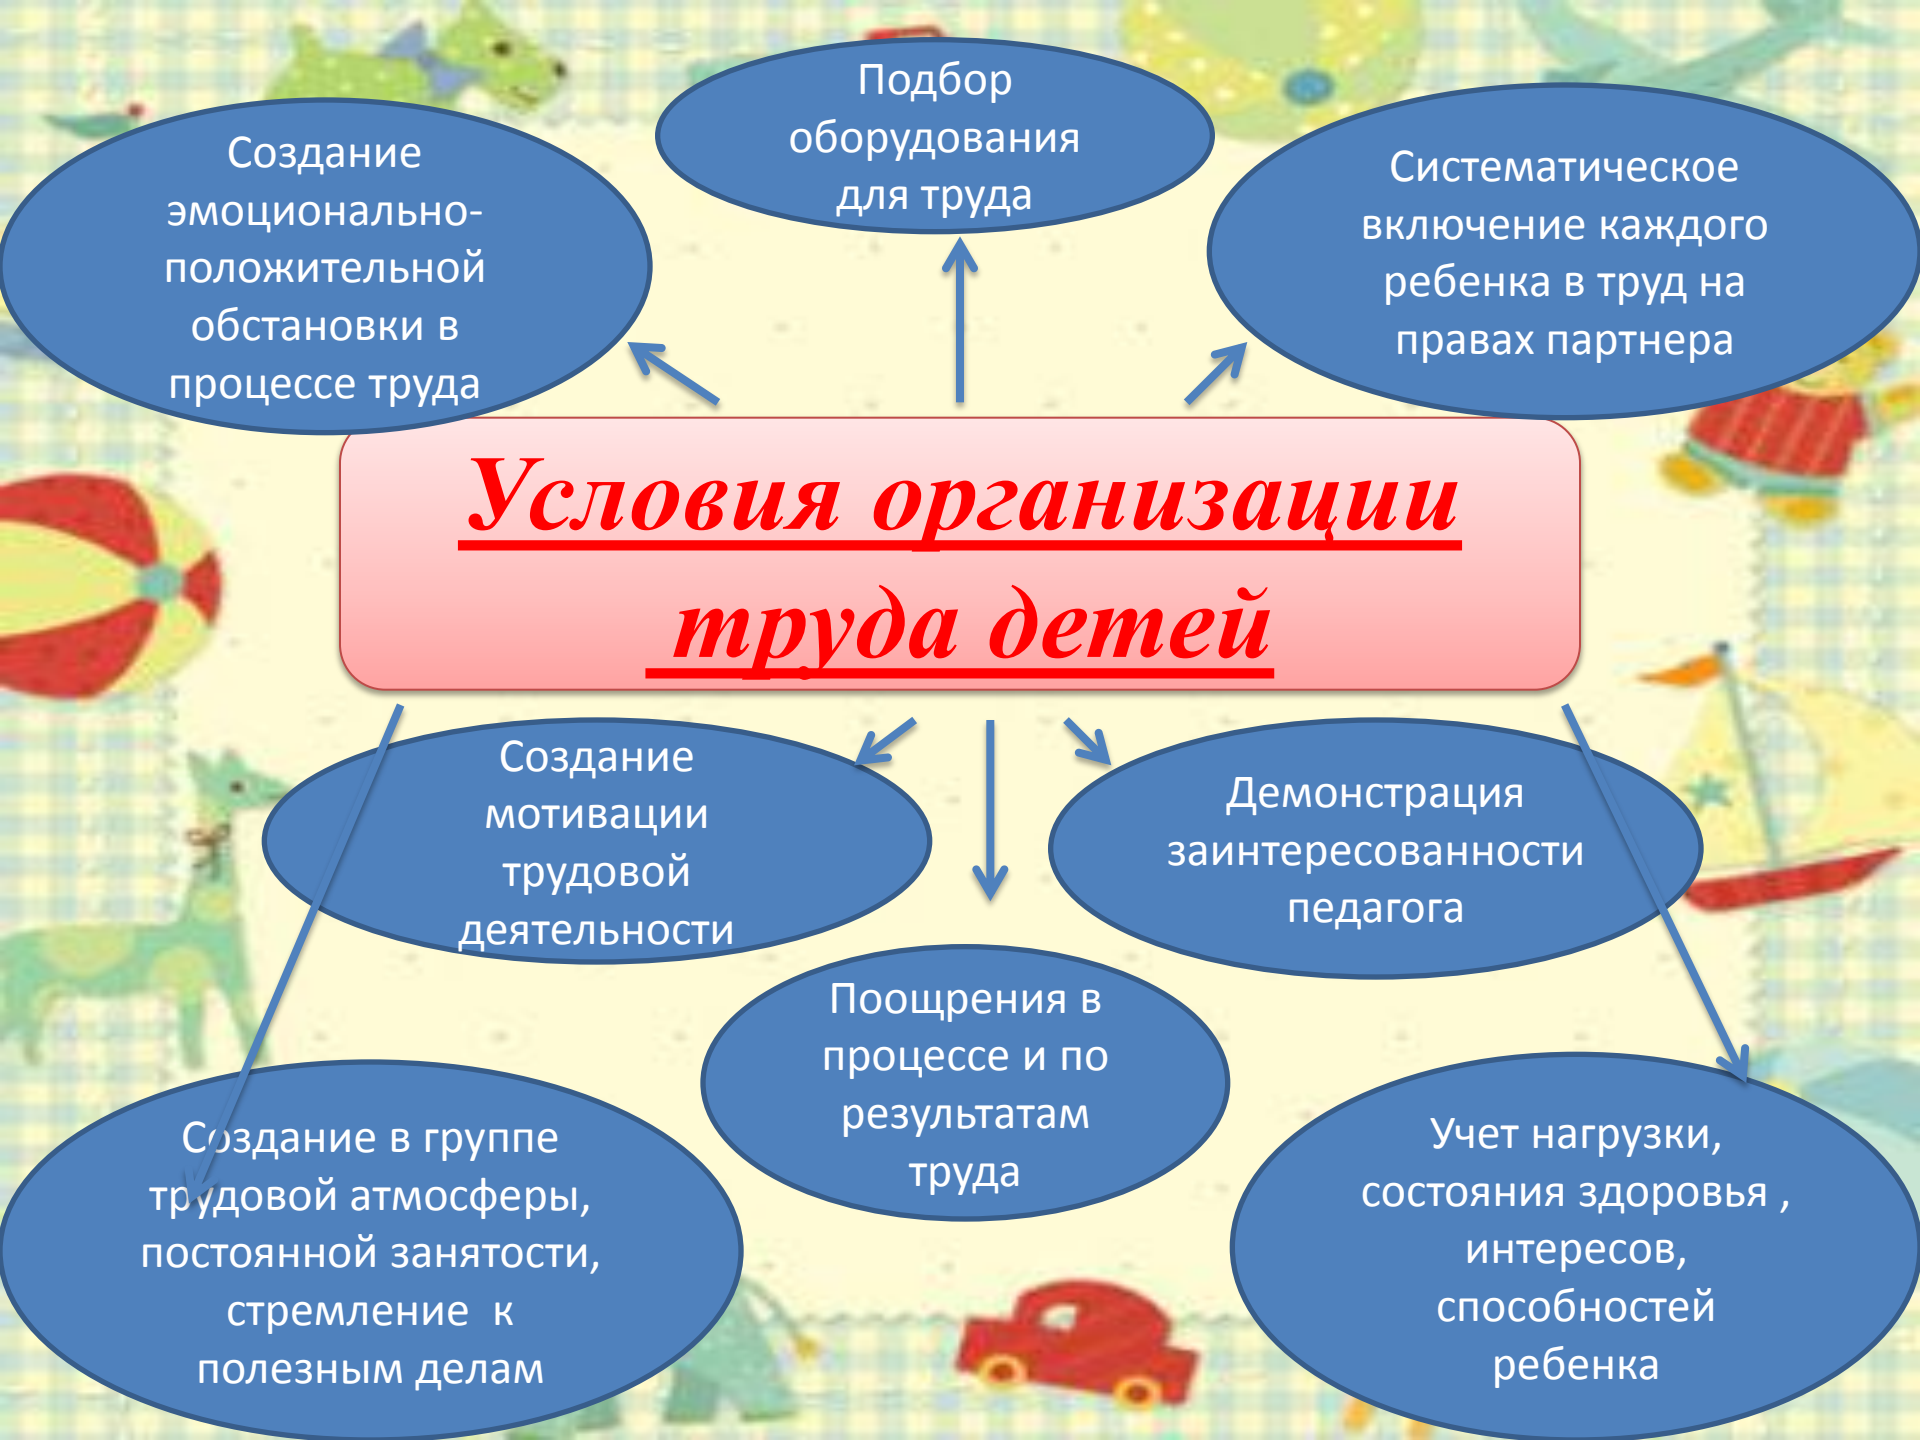 Подбор
оборудования
для труда
Создание
эмоционально-
положительной
обстановки в
процессе труда
Систематическое
включение каждого
ребенка в труд на
правах партнера
Условия организации
труда детей
Создание
мотивации
трудовой
деятельности
Демонстрация
заинтересованности
педагога
Поощрения в
процессе и по
результатам
труда
Создание в группе
трудовой атмосферы,
постоянной занятости,
стремление к
полезным делам
Учет нагрузки,
состояния здоровья ,
интересов,
способностей
ребенка